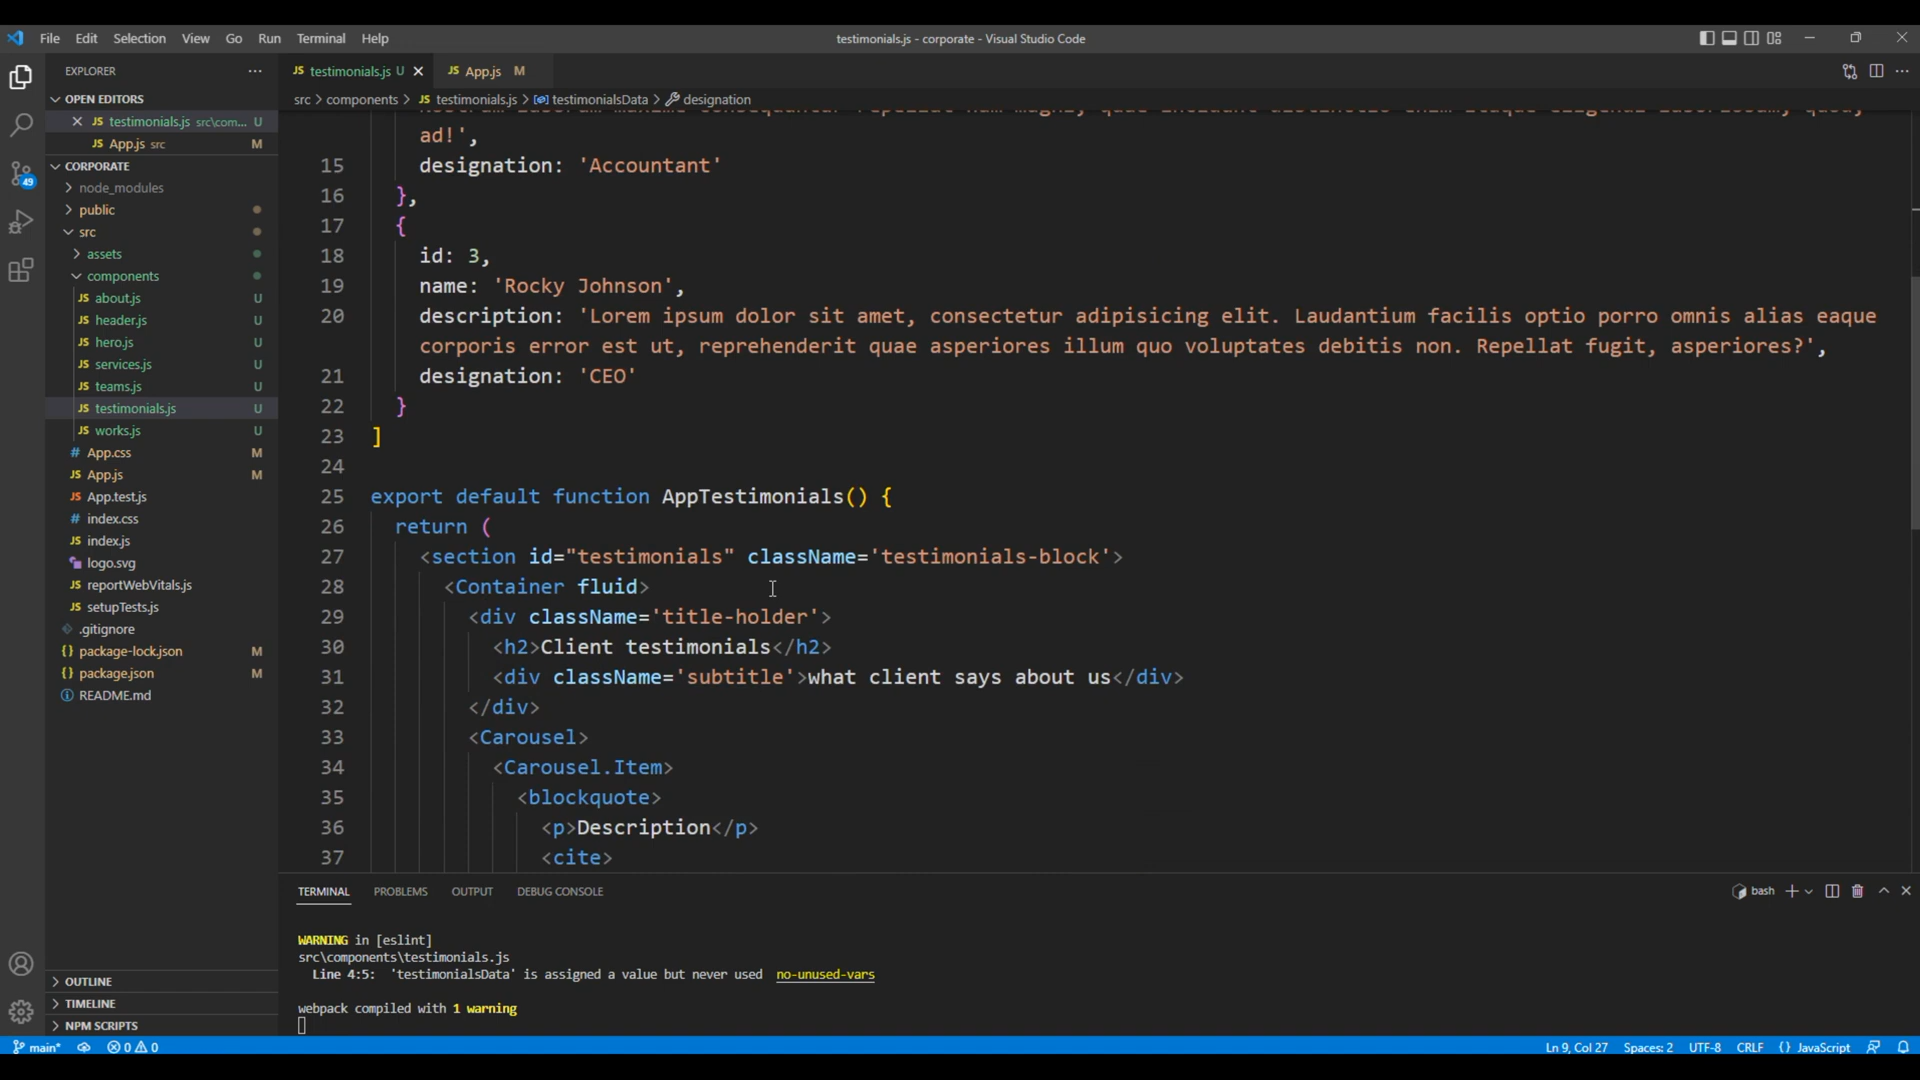 File Edit Selection View Go Run Terminal Help
testimonials.js - corporate - Visual Studio Code
EXPLORER
OPEN EDITORS
testimonials.js src\com... U
App.js src M
CORPORATE
node_modules
public
src
assets
components
JS about.js U
JS header.js U
JS hero.js U
JS services.js U
JS teams.js U
JS testimonials.js U
JS works.js U
# App.css M
JS App.js M
JS App.test.js
# index.css
JS index.js
logo.svg
JS reportWebVitals.js
JS setupTests.js
.gitignore
{} package-lock.json M
{} package.json M
README.md
OUTLINE
TIMELINE
NPM SCRIPTS
49
JS testimonials.js U
JS App.js M
src > components > JS testimonials.js > testimonialsData > designation
ad!',
15 designation: 'Accountant'
16 },
17 {
18 id: 3,
19 name: 'Rocky Johnson',
20 description: 'Lorem ipsum dolor sit amet, consectetur adipisicing elit. Laudantium facilis optio porro omnis alias eaque
corporis error est ut, reprehenderit quae asperiores illum quo voluptates debitis non. Repellat fugit, asperiores?',
21 designation: 'CEO'
22 }
23 ]
24
25 export default function AppTestimonials() {
26 return (
27 <section id="testimonials" className='testimonials-block'>
28 <Container fluid>
29 <div className='title-holder'>
30 <h2>Client testimonials</h2>
31 <div className='subtitle'>what client says about us</div>
32 </div>
33 <Carousel>
34 <Carousel.Item>
35 <blockquote>
36 <p>Description</p>
37 <cite>
TERMINAL PROBLEMS OUTPUT DEBUG CONSOLE
bash
WARNING in [eslint]
src\components\testimonials.js
Line 4:5: 'testimonialsData' is assigned a value but never used no-unused-vars
webpack compiled with 1 warning
main* 0 0
Ln 9, Col 27 Spaces: 2 UTF-8 CRLF {} JavaScript